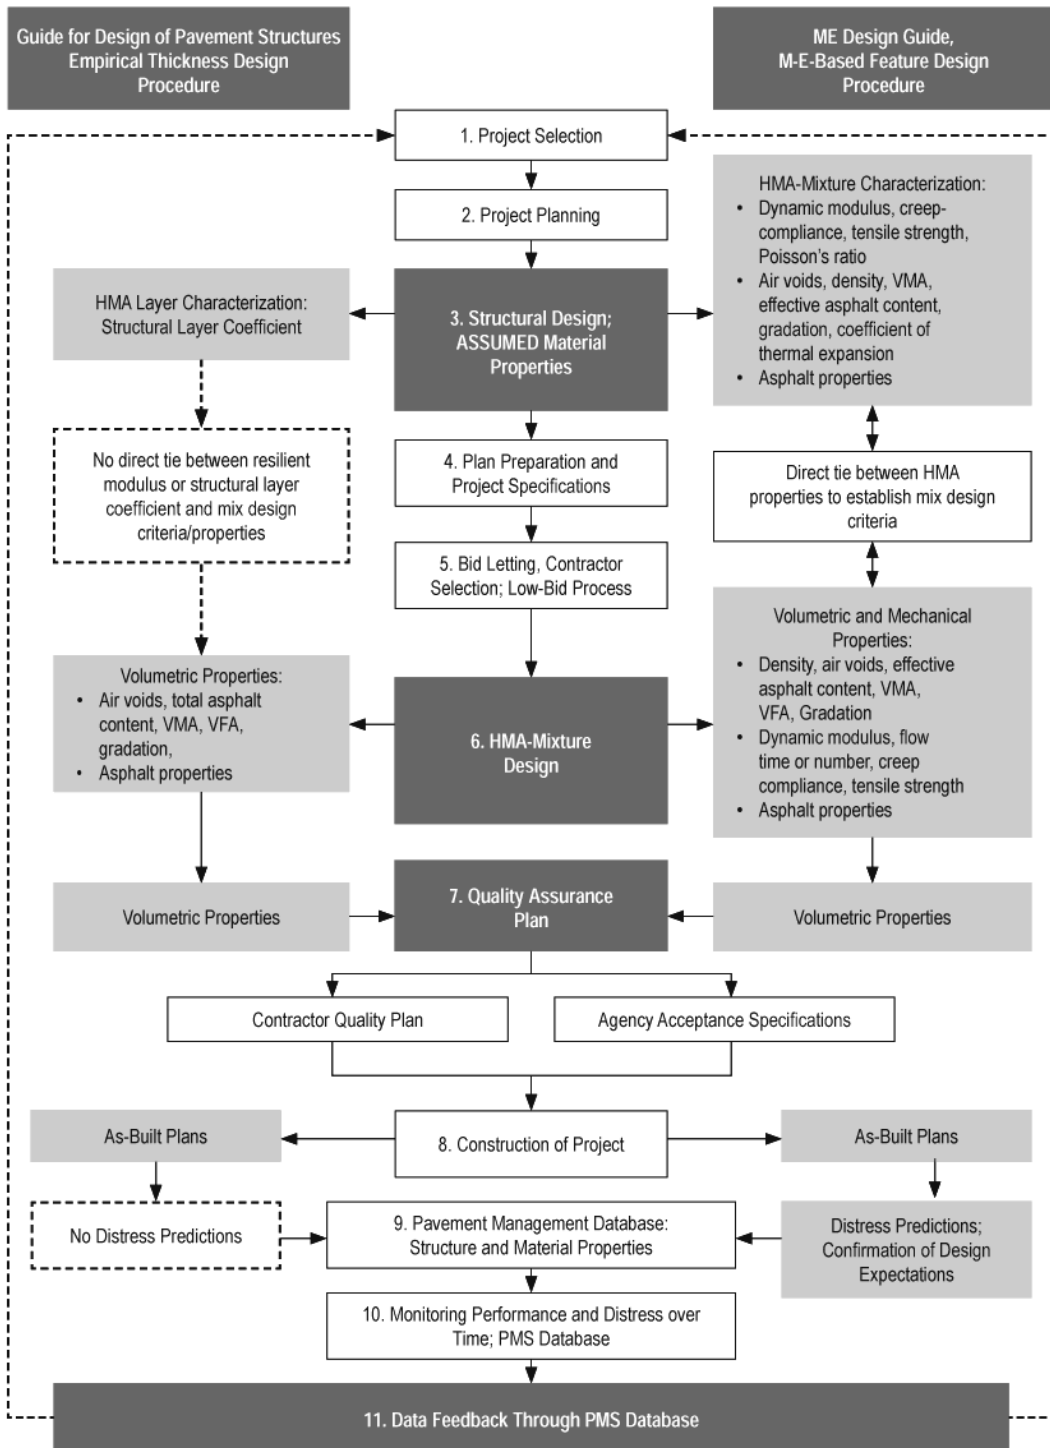 Guide for Design of Pavement Structures
Empirical Thickness Design
Procedure
ME Design Guide,
M-E-Based Feature Design
Procedure
1. Project Selection
2. Project Planning
HMA Layer Characterization:
Structural Layer Coefficient
3. Structural Design;
ASSUMED Material
Properties
HMA-Mixture Characterization:
• Dynamic modulus, creep-
compliance, tensile strength,
Poisson's ratio
• Air voids, density, VMA,
effective asphalt content,
gradation, coefficient of
thermal expansion
• Asphalt properties
No direct tie between resilient
modulus or structural layer
coefficient and mix design
criteria/properties
4. Plan Preparation and
Project Specifications
Direct tie between HMA
properties to establish mix design
criteria
5. Bid Letting, Contractor
Selection; Low-Bid Process
Volumetric Properties:
• Air voids, total asphalt
content, VMA, VFA,
gradation,
• Asphalt properties
6. HMA-Mixture
Design
Volumetric and Mechanical
Properties:
• Density, air voids, effective
asphalt content, VMA,
VFA, Gradation
• Dynamic modulus, flow
time or number, creep
compliance, tensile strength
• Asphalt properties
Volumetric Properties
7. Quality Assurance
Plan
Volumetric Properties
Contractor Quality Plan
Agency Acceptance Specifications
As-Built Plans
8. Construction of Project
As-Built Plans
No Distress Predictions
9. Pavement Management Database:
Structure and Material Properties
Distress Predictions;
Confirmation of Design
Expectations
10. Monitoring Performance and Distress over
Time; PMS Database
11. Data Feedback Through PMS Database